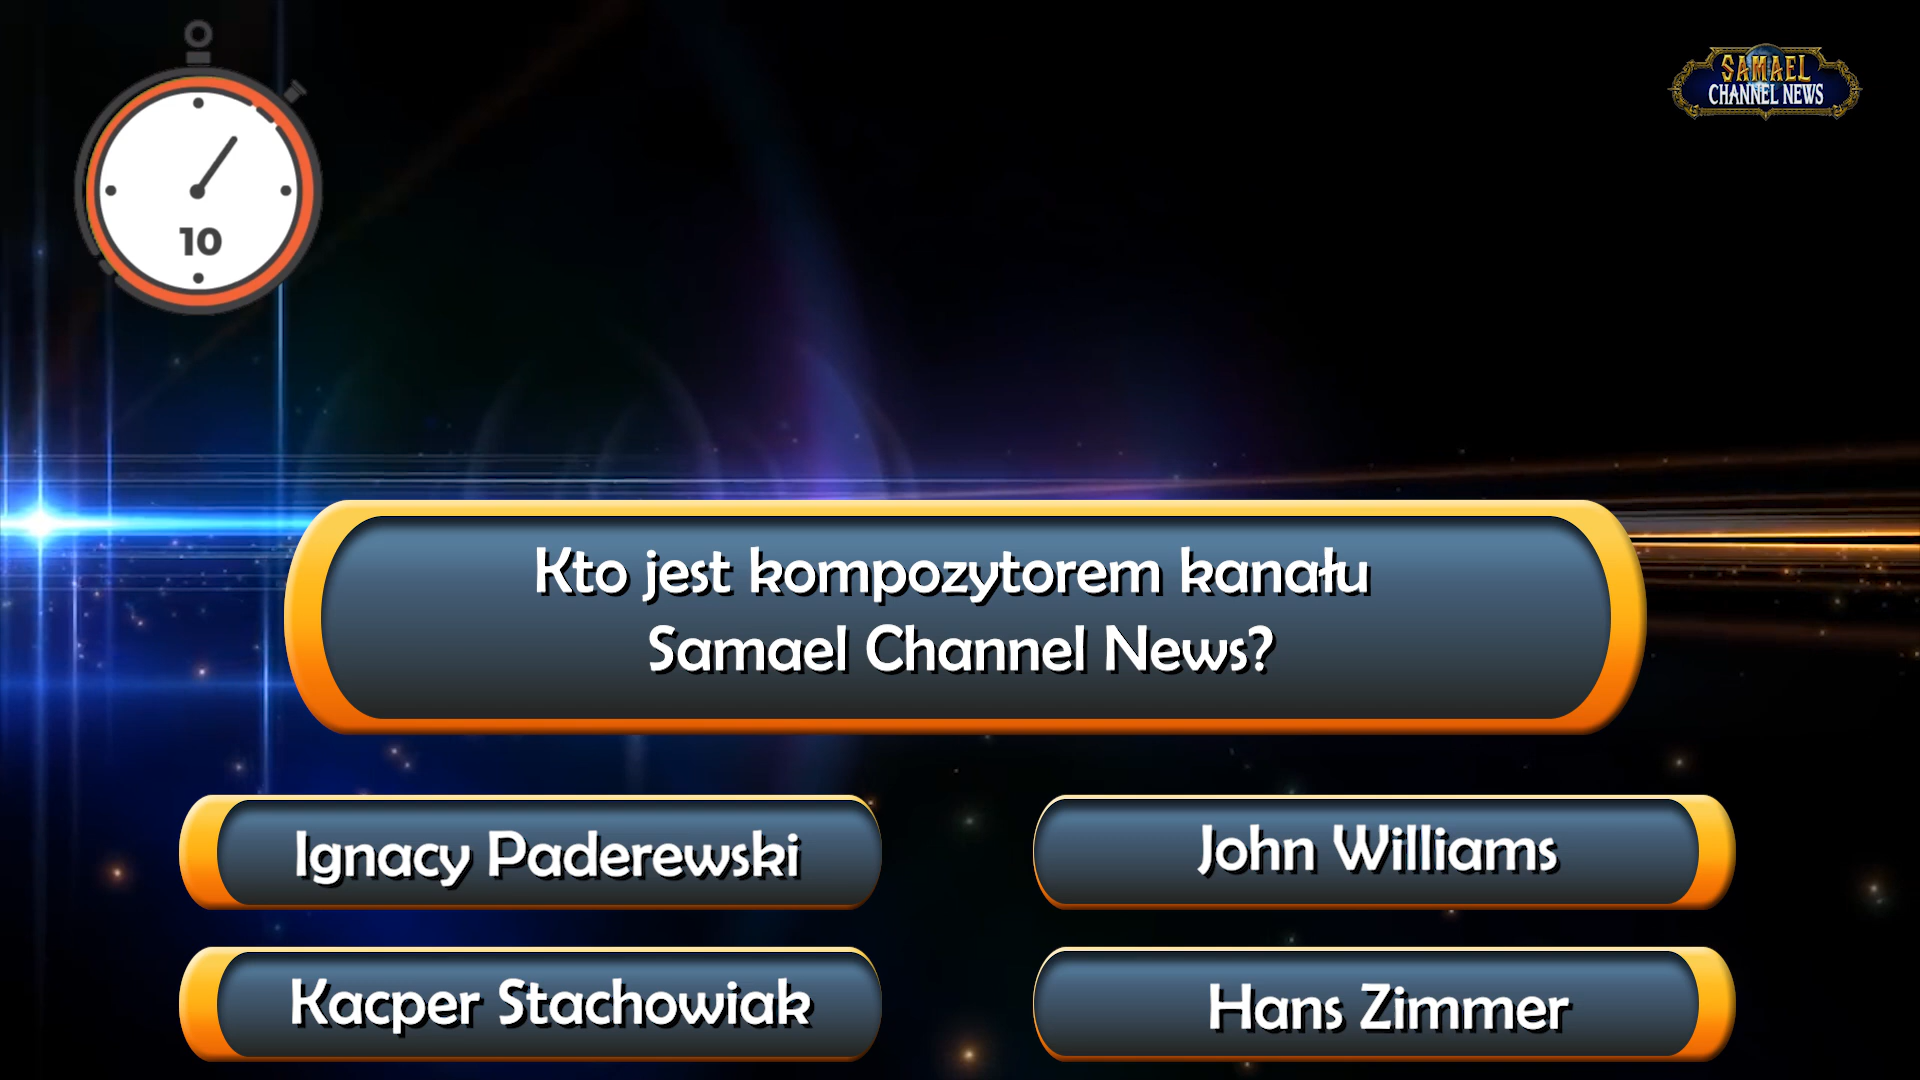 SAMAEL
CHANNEL NEWS
10
Kto jest kompozytorem kanału
Samael Channel News?
Ignacy Paderewski
John Williams
Kacper Stachowiak
Hans Zimmer